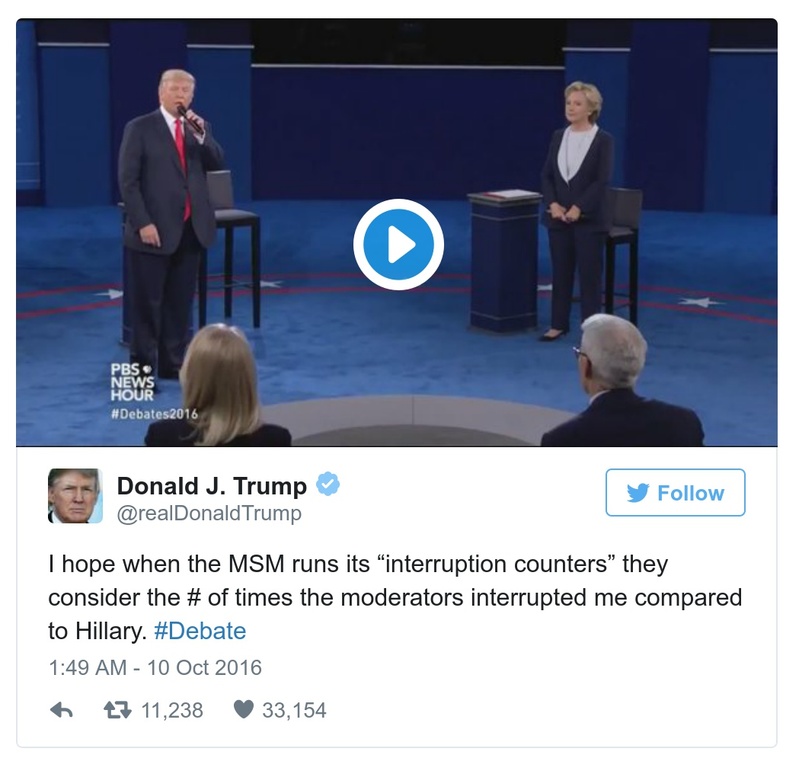 PBS
NEWS
HOUR
#Debates2016
Donald J. Trump
@realDonaldTrump
Follow
I hope when the MSM runs its “interruption counters” they
consider the # of times the moderators interrupted me compared
to Hillary. #Debate
1:49 AM - 10 Oct 2016
11,238 33,154